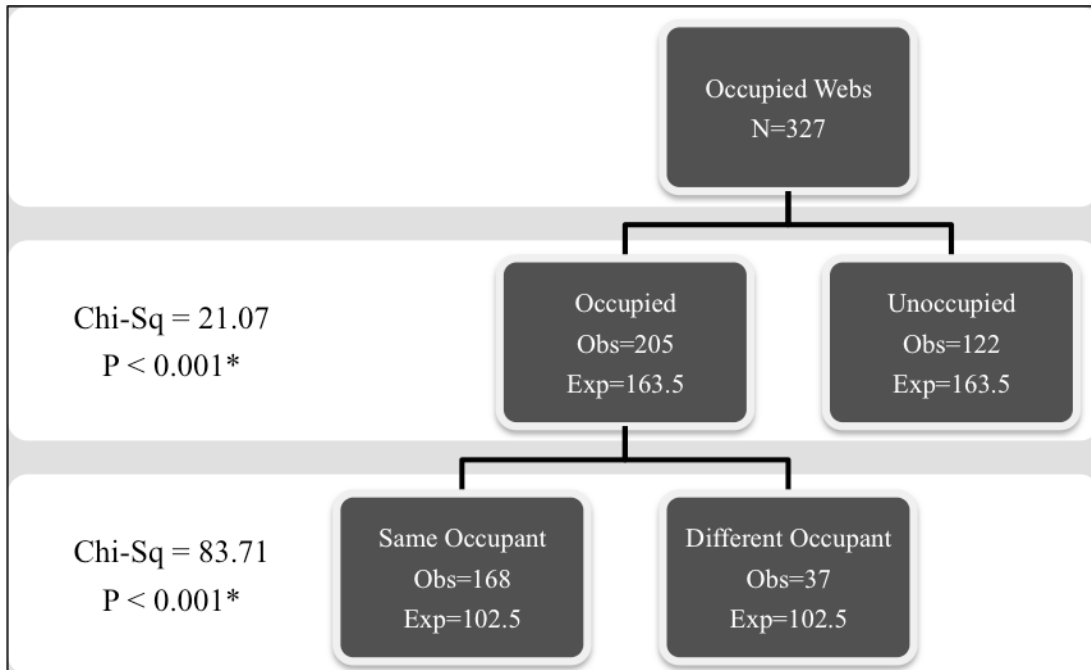 Occupied Webs
N=327
Chi-Sq = 21.07
P < 0.001*
Occupied
Obs=205
Exp=163.5
Unoccupied
Obs=122
Exp=163.5
Chi-Sq = 83.71
P < 0.001*
Same Occupant
Obs=168
Exp=102.5
Different Occupant
Obs=37
Exp=102.5